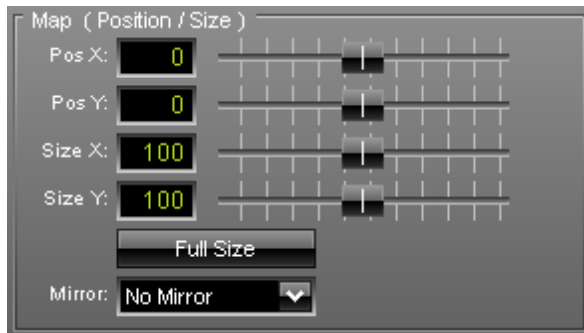 Map ( Position / Size )
Pos X: 0
Pos Y: 0
Size X: 100
Size Y: 100
Full Size
Mirror: No Mirror